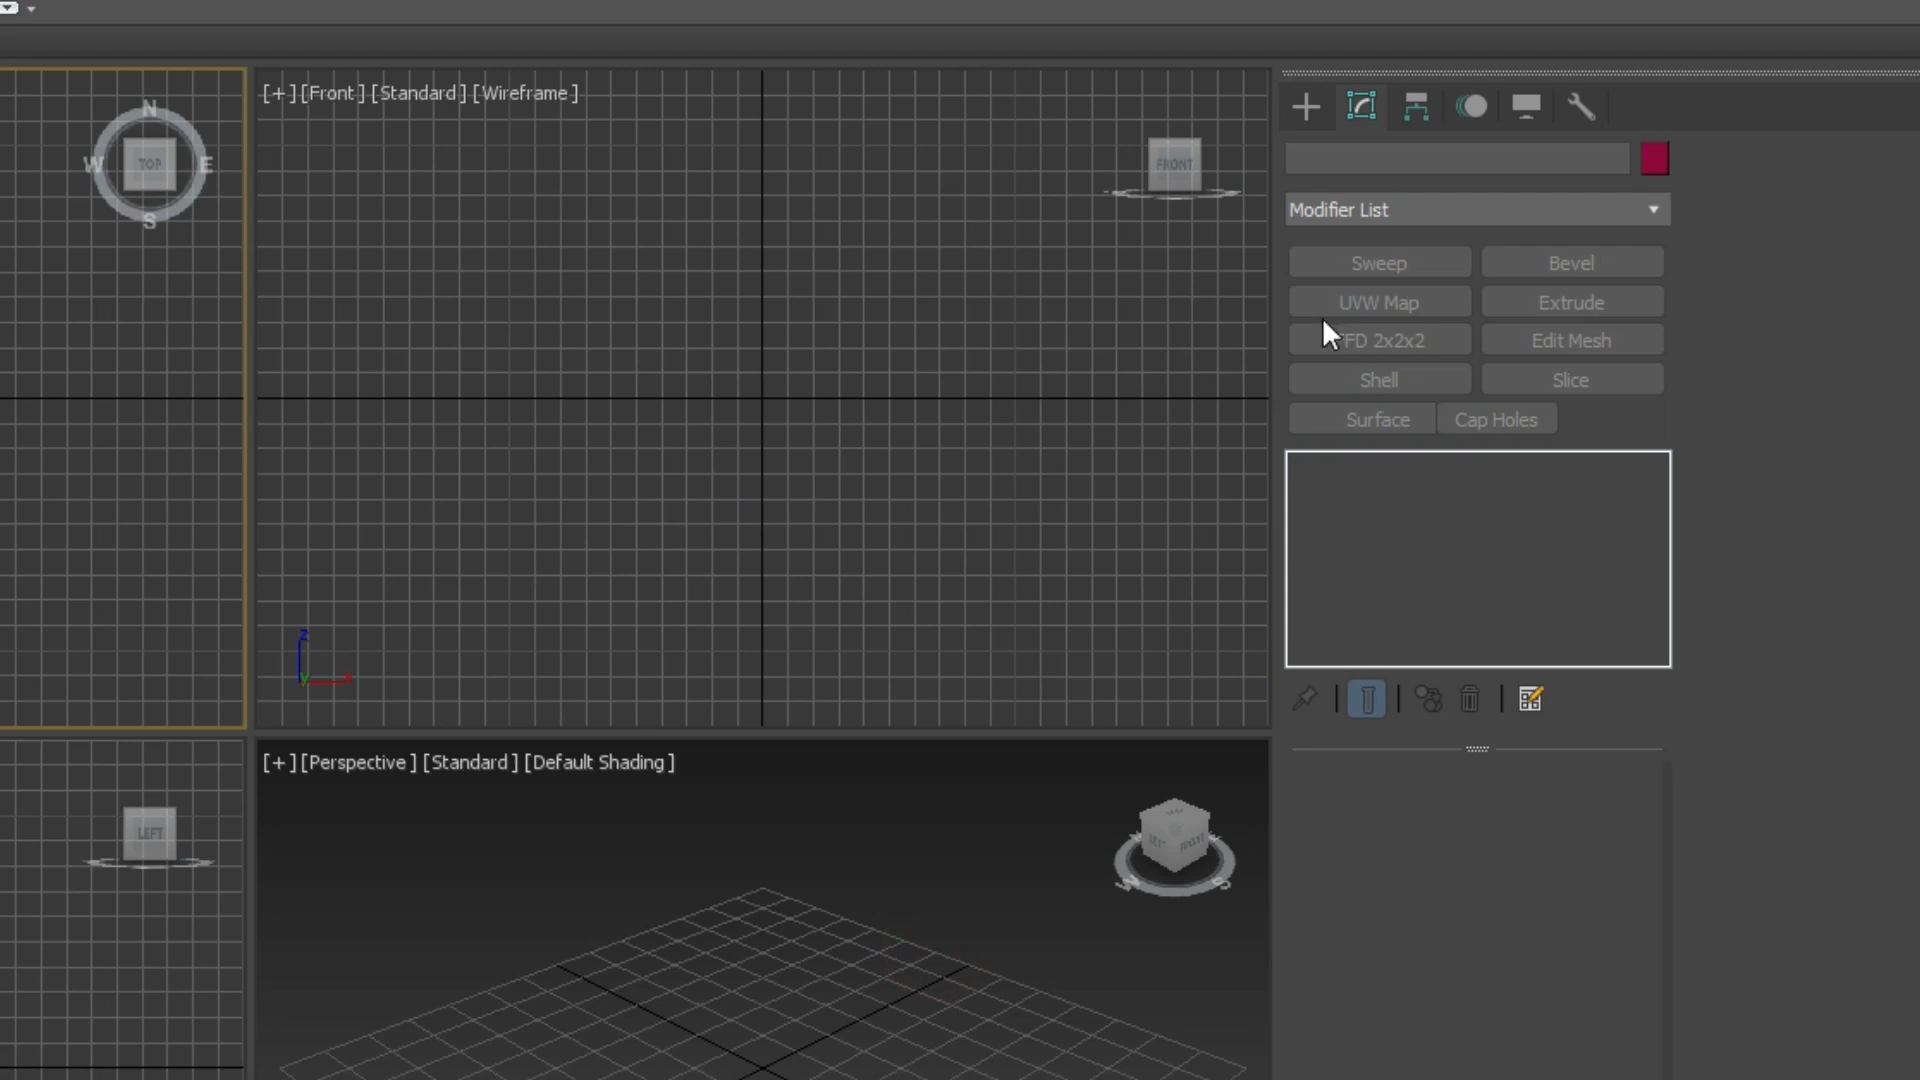 [+] [Front] [Standard] [Wireframe]
N
W TOP E
S
FRONT
Modifier List
Sweep Bevel
UVW Map Extrude
FD 2x2x2 Edit Mesh
Shell Slice
Surface Cap Holes
z
y x
[+] [Perspective] [Standard] [Default Shading]
LEFT
W S